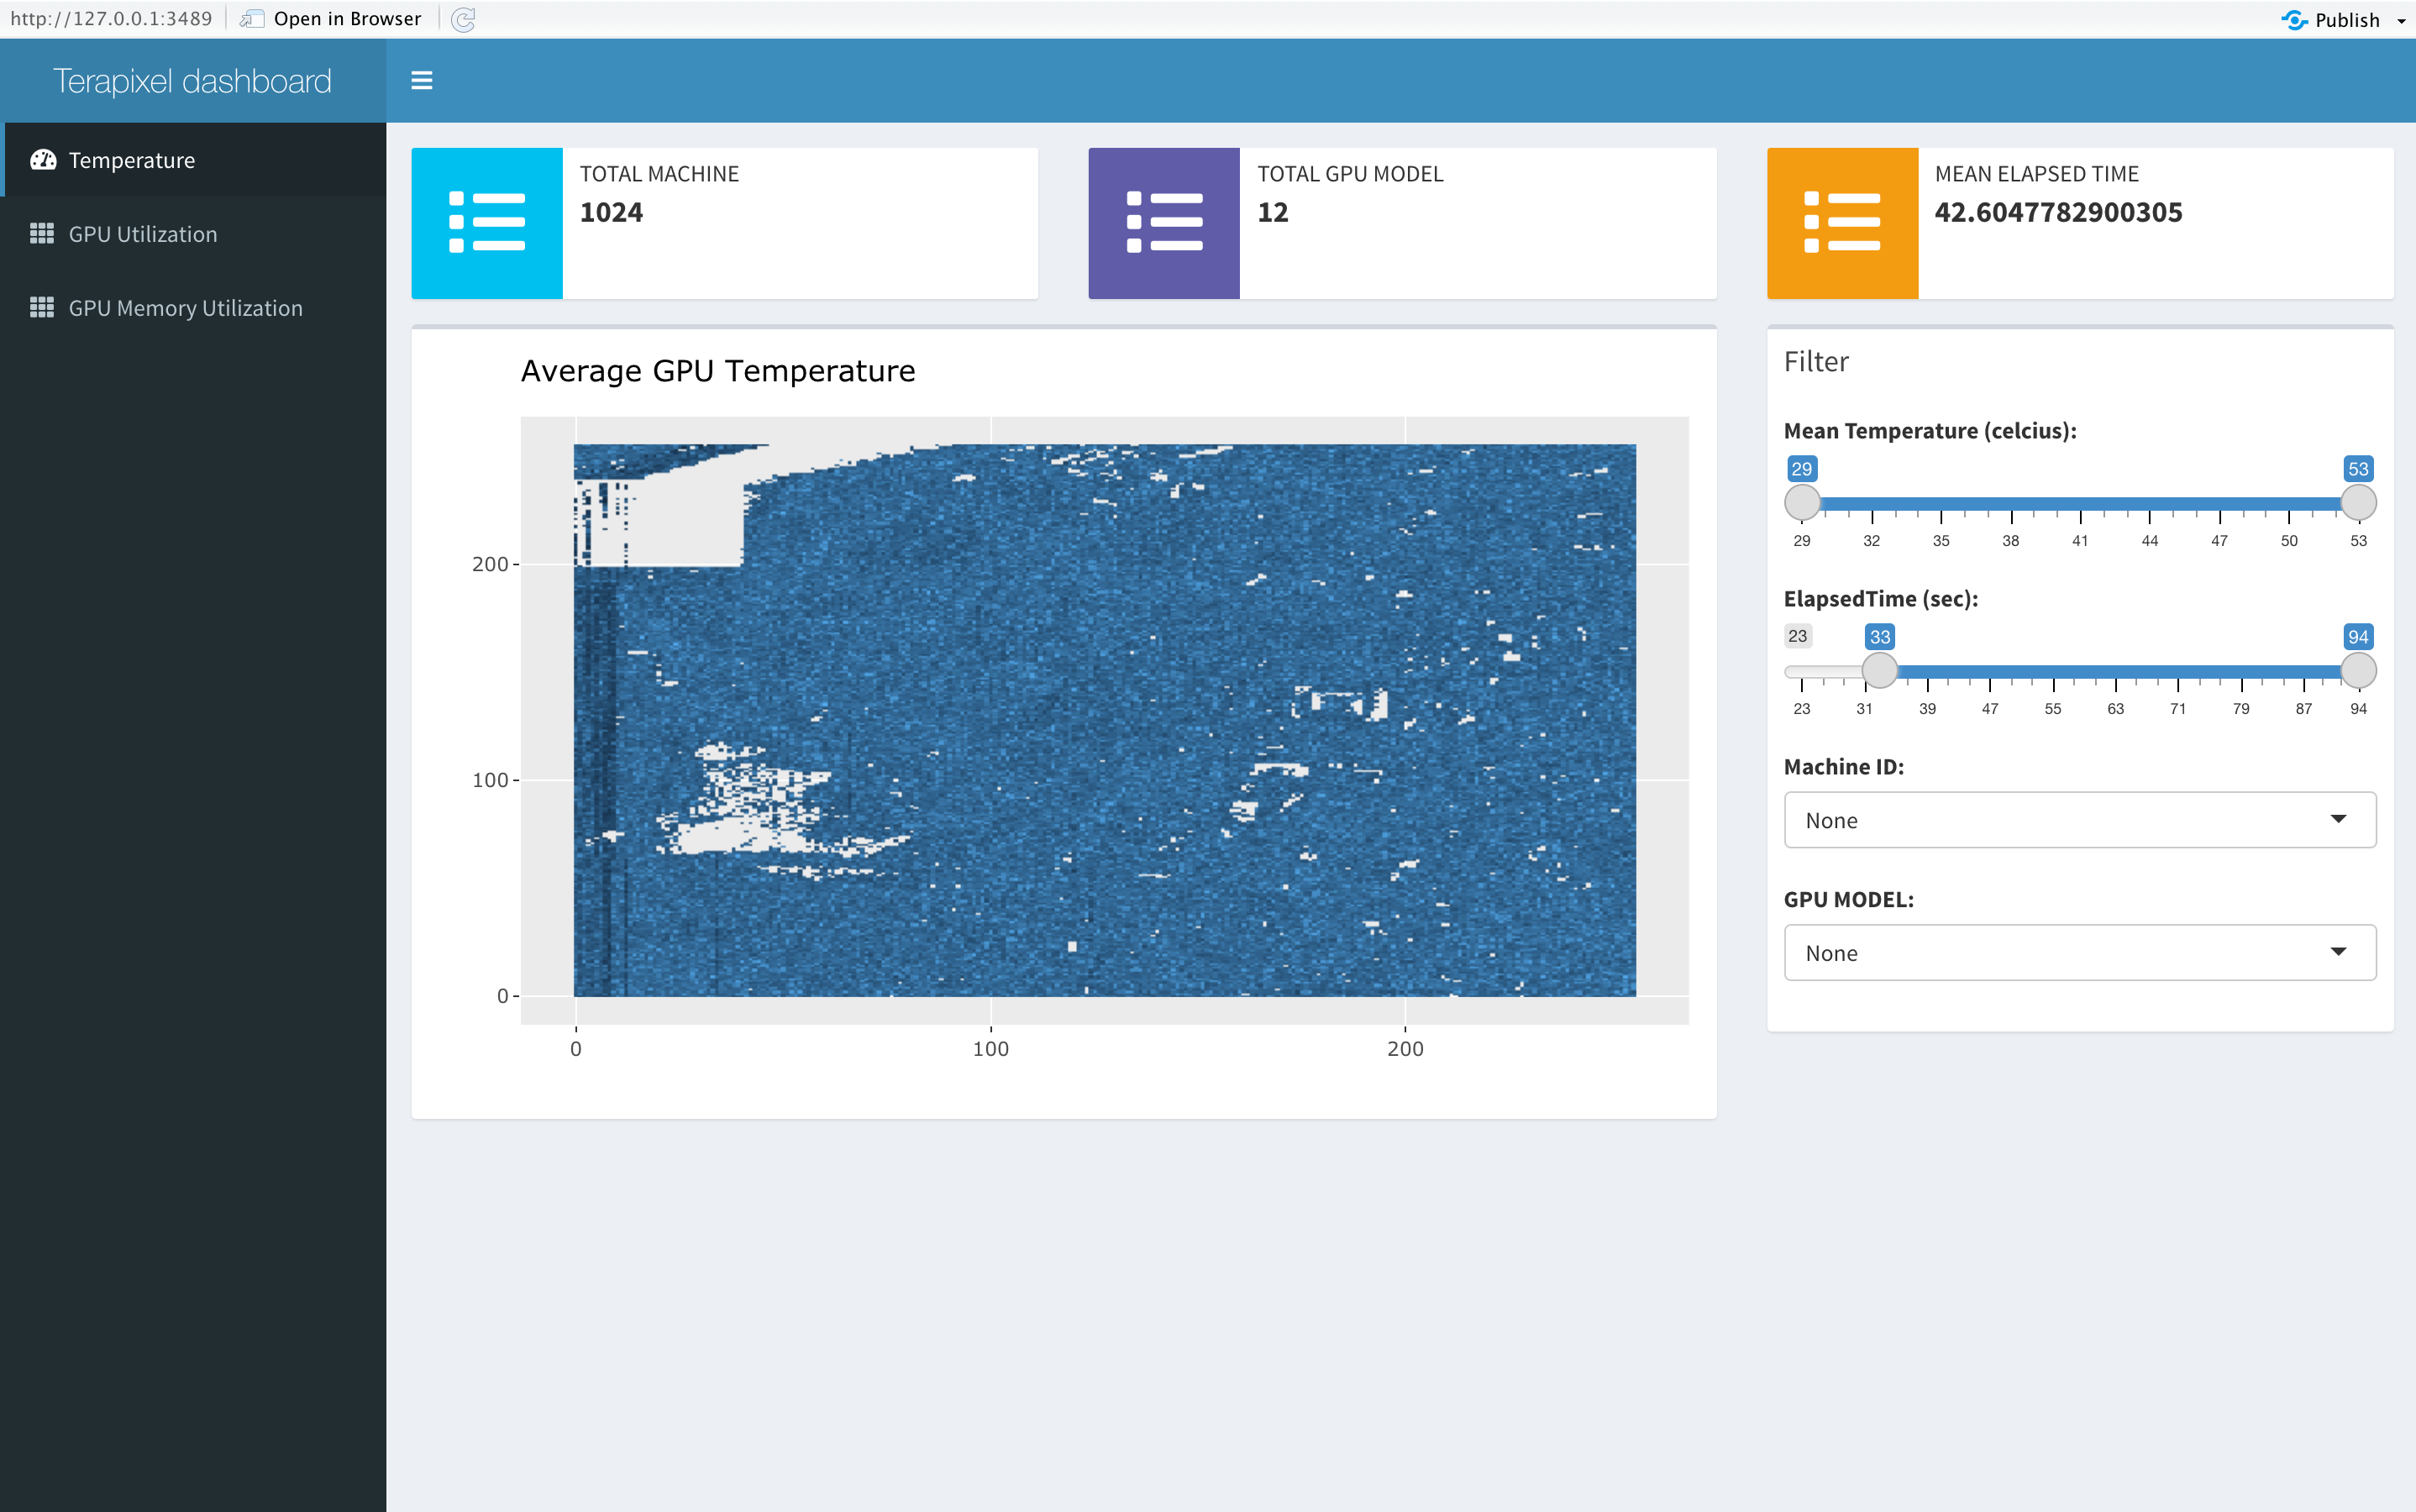 http://127.0.0.1:3489 Open in Browser Publish
Terapixel dashboard
Temperature
GPU Utilization
GPU Memory Utilization
TOTAL MACHINE
1024
TOTAL GPU MODEL
12
MEAN ELAPSED TIME
42.6047782900305
Average GPU Temperature
200
100
0
0 100 200
Filter
Mean Temperature (celcius):
29 53
29 32 35 38 41 44 47 50 53
ElapsedTime (sec):
23 33 94
23 31 39 47 55 63 71 79 87 94
Machine ID:
None
GPU MODEL:
None